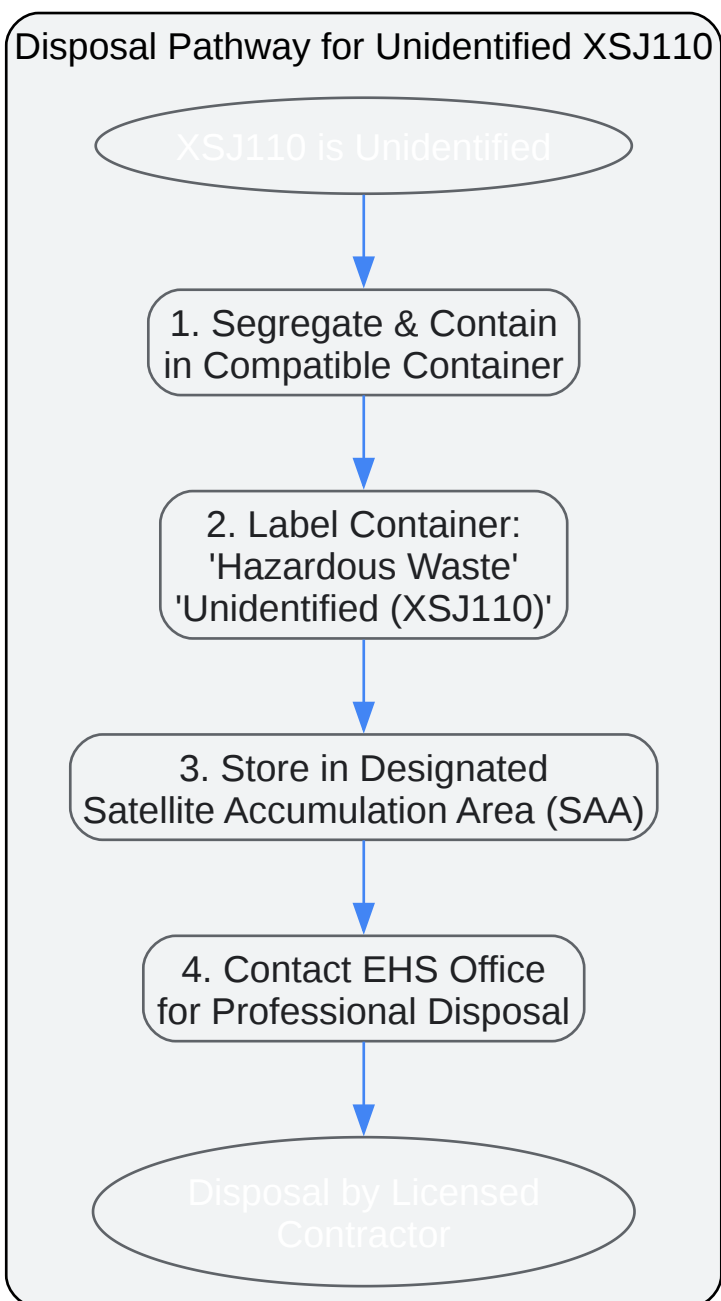 Disposal Pathway for Unidentified XSJ110
XSJ110 is Unidentified
1. Segregate & Contain
in Compatible Container
2. Label Container:
'Hazardous Waste'
'Unidentified (XSJ110)'
3. Store in Designated
Satellite Accumulation Area (SAA)
4. Contact EHS Office
for Professional Disposal
Disposal by Licensed
Contractor